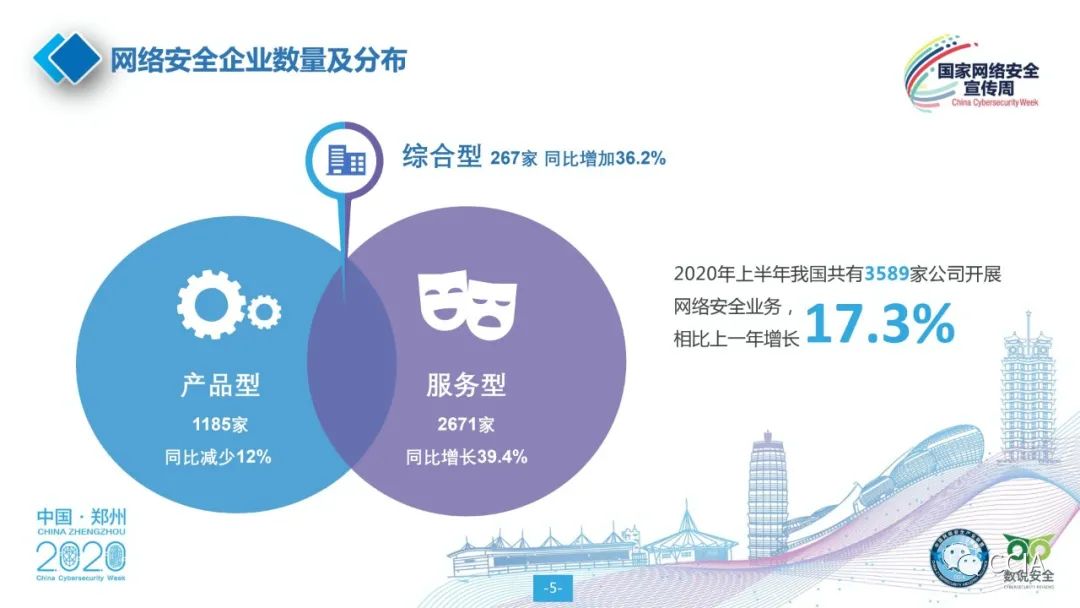 网络安全企业数量及分布
国家网络安全
宣传周
China Cybersecurity Week
综合型 267家 同比增加36.2%
产品型
1185家
同比减少12%
服务型
2671家
同比增长39.4%
2020年上半年我国共有3589家公司开展
网络安全业务，
相比上一年增长 17.3%
中国·郑州
CHINA ZHENGZHOU
2020
China Cybersecurity Week
-5-
CCIA
数说安全
CYBERSECURITY REVIEWS